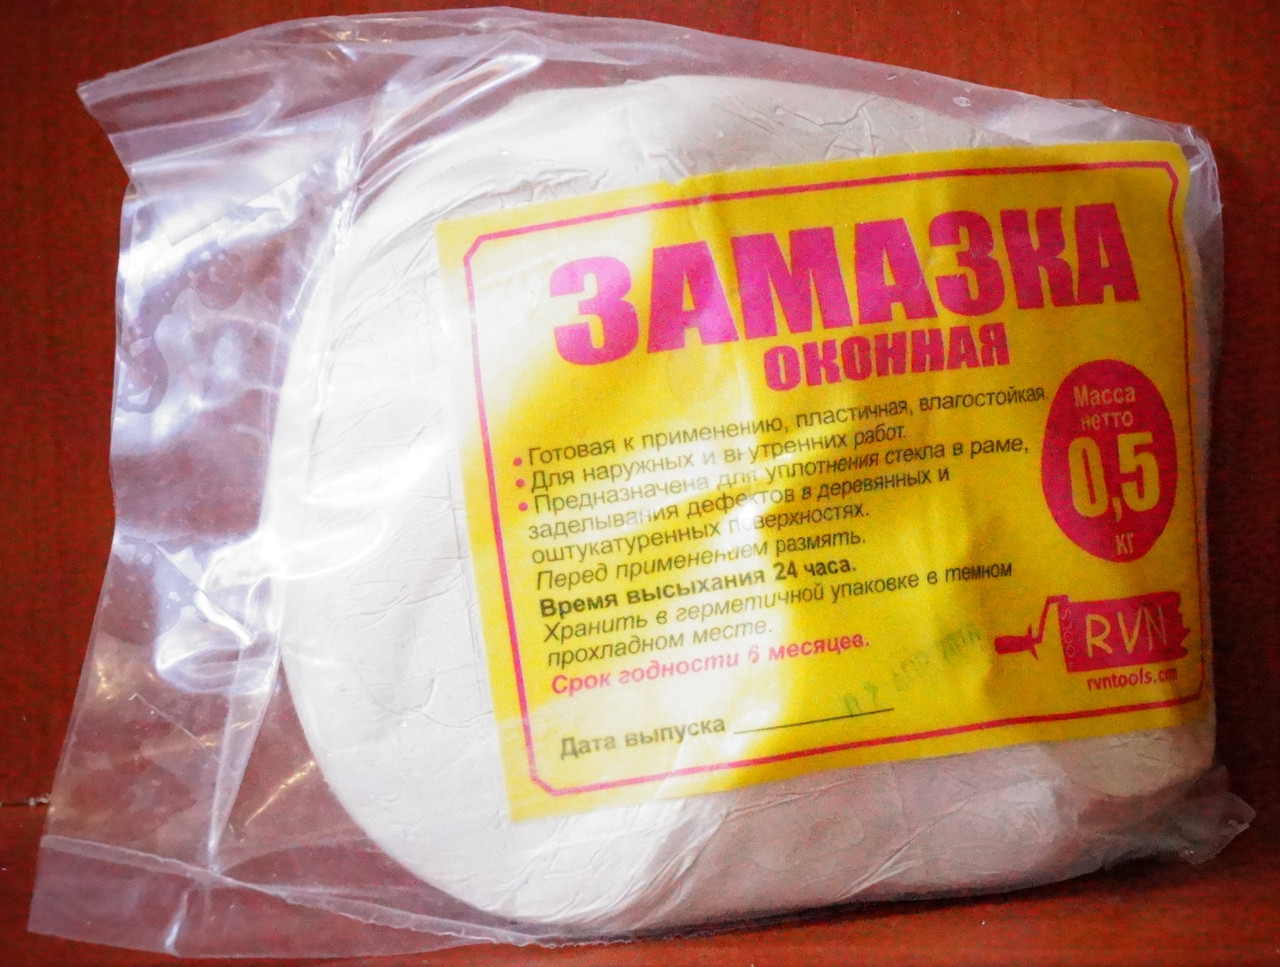 ЗАМАЗКА
ОКОННАЯ
• Готовая к применению, пластичная, влагостойкая.
• Для наружных и внутренних работ.
• Предназначена для уплотнения стекла в раме,
заделывания дефектов в деревянных и
оштукатуренных поверхностях.
Перед применением размять.
Время высыхания 24 часа.
Хранить в герметичной упаковке в темном
прохладном месте.
Срок годности 6 месяцев.
Дата выпуска
07 АПР
Масса
нетто
0,5
кг
tools
RVN
rvntools.com